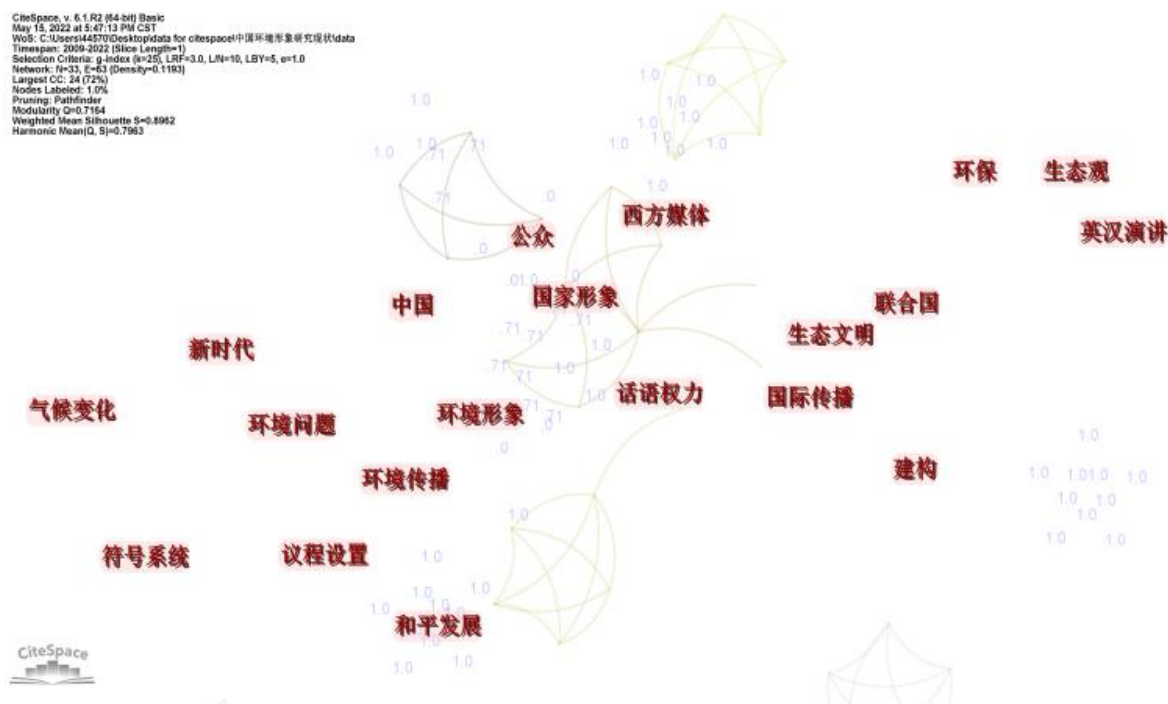 CiteSpace, v. 6.1.R2 (64-bit) Basic
May 15, 2022 at 5:47:13 PM CST
WoS: C:\Users\44570\Desktop\data for citespace\中国环境形象研究现状\data
Timespan: 2009-2022 (Slice Length=1)
Selection Criteria: g-index (k=25), LRF=3.0, L/N=10, LBY=5, e=1.0
Network: N=33, E=63 (Density=0.1193)
Largest CC: 24 (72%)
Nodes Labeled: 1.0%
Pruning: Pathfinder
Modularity Q=0.7164
Weighted Mean Silhouette S=0.8962
Harmonic Mean(Q, S)=0.7963
环保 生态观
西方媒体
英汉演讲
公众
国家形象
中国
联合国
生态文明
新时代
话语权力
国际传播
气候变化
环境形象
环境问题
建构
环境传播
符号系统
议程设置
和平发展
CiteSpace